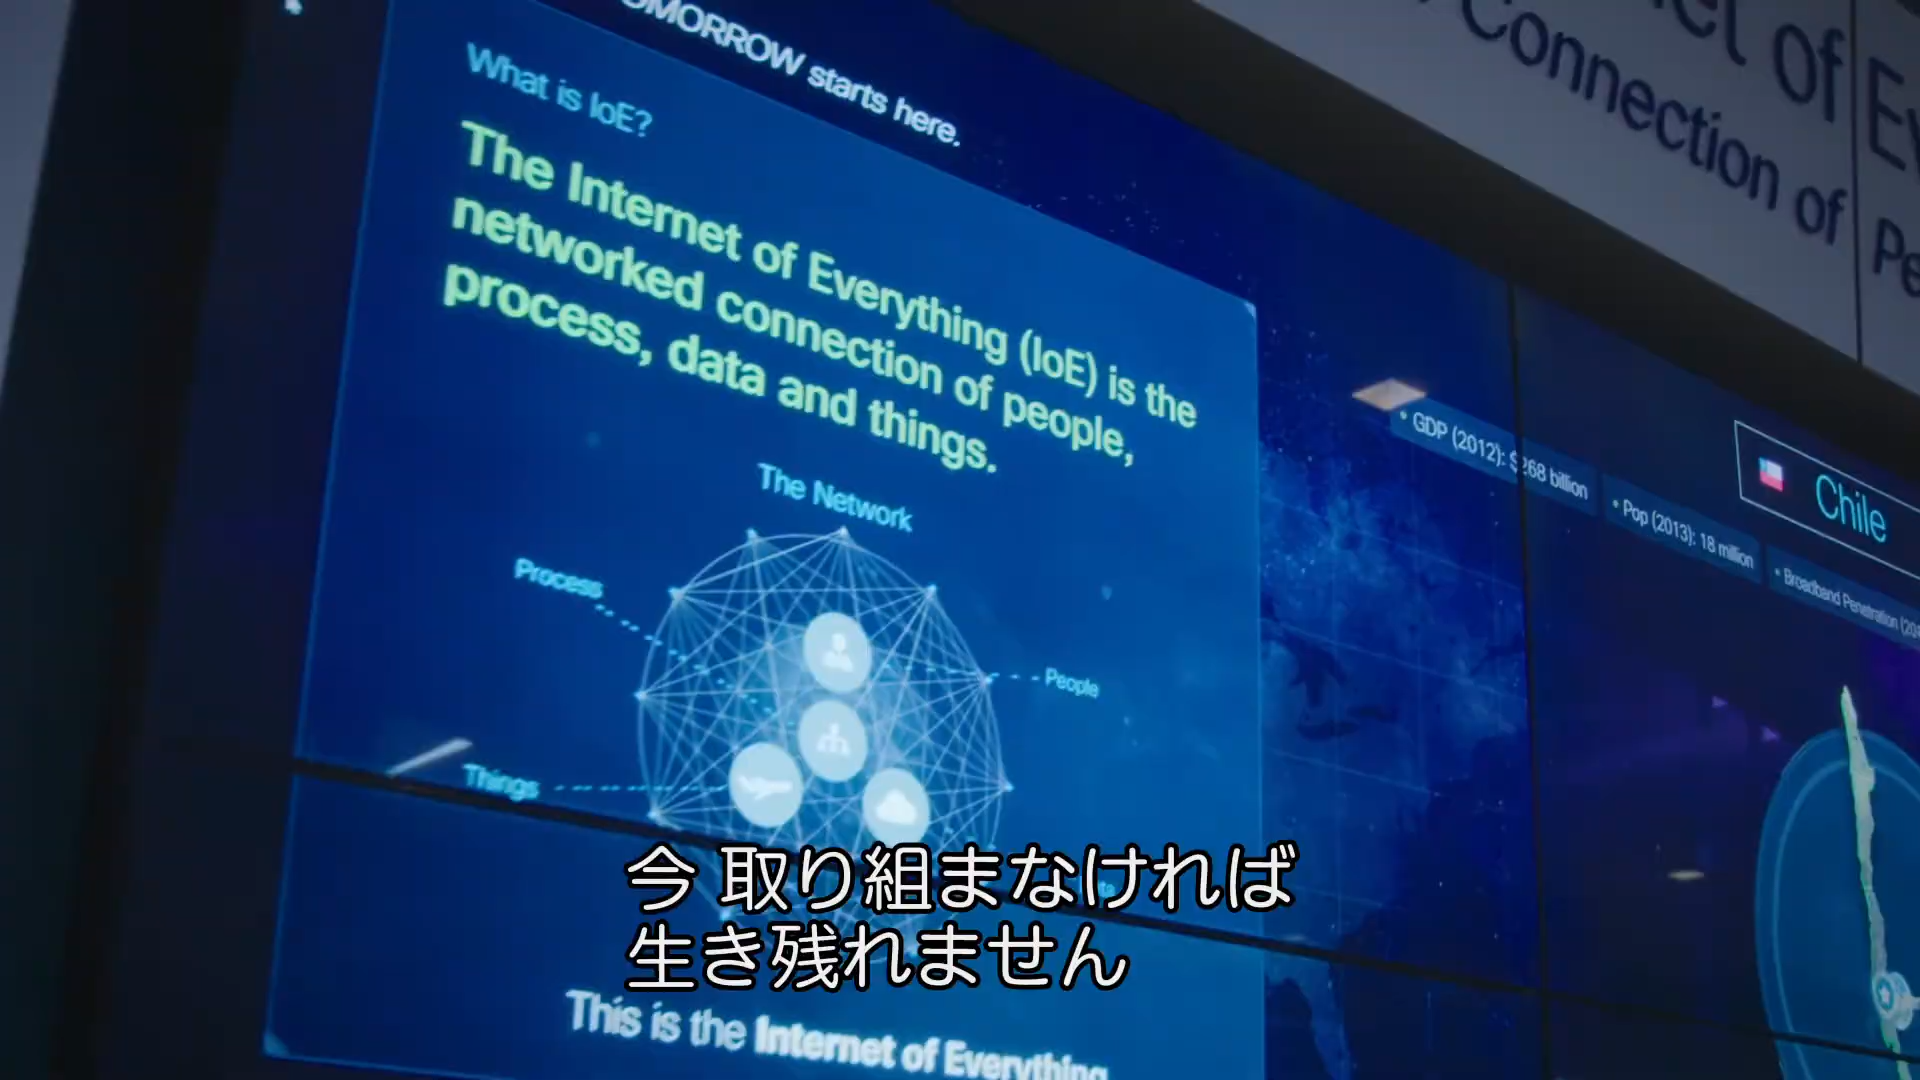 starts here.
What is IoE?
The Internet of Everything (IoE) is the
networked connection of people,
process, data and things.
The Network
Process
People
Things
This is the Internet of Everything
of
Connection of
• GDP (2012): $268 billion
• Pop (2013): 18 million
• Broadband Penetration
Chile
今 取り組まなければ
生き残れません